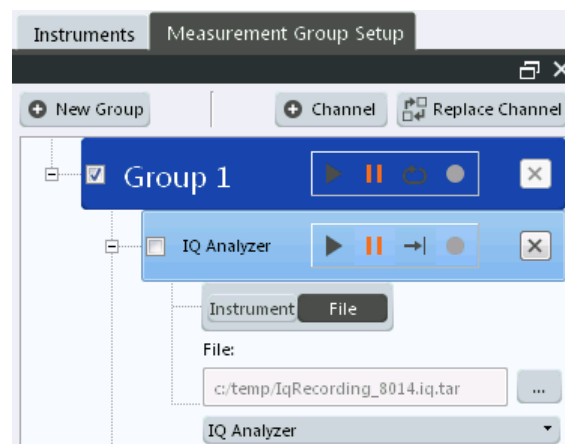 Instruments Measurement Group Setup
New Group Channel Replace Channel
Group 1
IQ Analyzer
Instrument File
File:
c:/temp/IqRecording_8014.iq.tar ...
IQ Analyzer